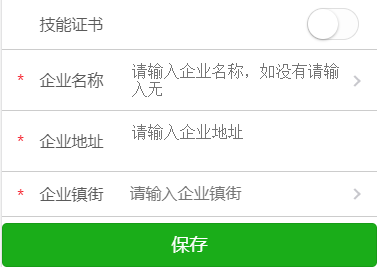 技能证书
* 企业名称 请输入企业名称，如没有请输
入无
* 企业地址 请输入企业地址
* 企业镇街 请输入企业镇街
保存